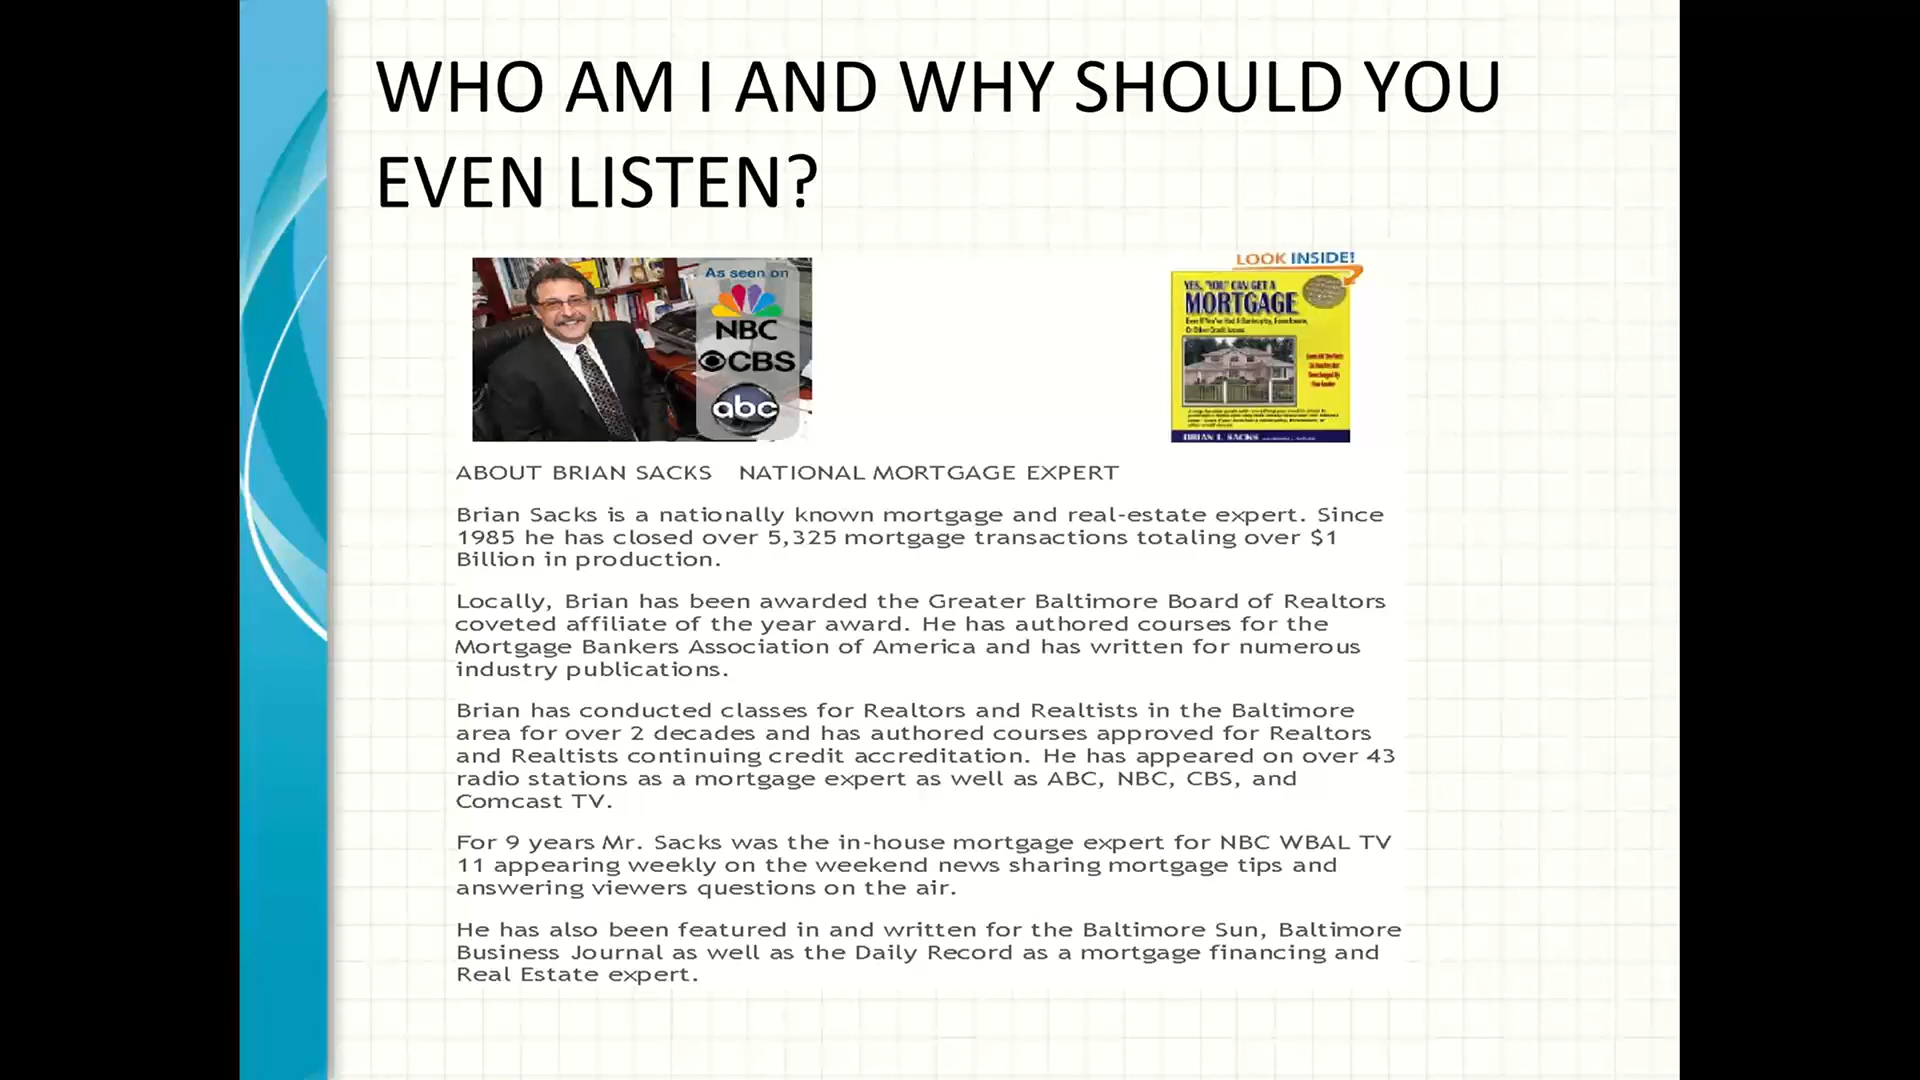 WHO AM I AND WHY SHOULD YOU
EVEN LISTEN?
As seen on
NBC
CBS
abc
LOOK INSIDE!
YES, "YOU" CAN GET A
MORTGAGE
BRIAN I. SACKS
ABOUT BRIAN SACKS NATIONAL MORTGAGE EXPERT
Brian Sacks is a nationally known mortgage and real-estate expert. Since
1985 he has closed over 5,325 mortgage transactions totaling over $1
Billion in production.
Locally, Brian has been awarded the Greater Baltimore Board of Realtors
coveted affiliate of the year award. He has authored courses for the
Mortgage Bankers Association of America and has written for numerous
industry publications.
Brian has conducted classes for Realtors and Realtists in the Baltimore
area for over 2 decades and has authored courses approved for Realtors
and Realtists continuing credit accreditation. He has appeared on over 43
radio stations as a mortgage expert as well as ABC, NBC, CBS, and
Comcast TV.
For 9 years Mr. Sacks was the in-house mortgage expert for NBC WBAL TV
11 appearing weekly on the weekend news sharing mortgage tips and
answering viewers questions on the air.
He has also been featured in and written for the Baltimore Sun, Baltimore
Business Journal as well as the Daily Record as a mortgage financing and
Real Estate expert.